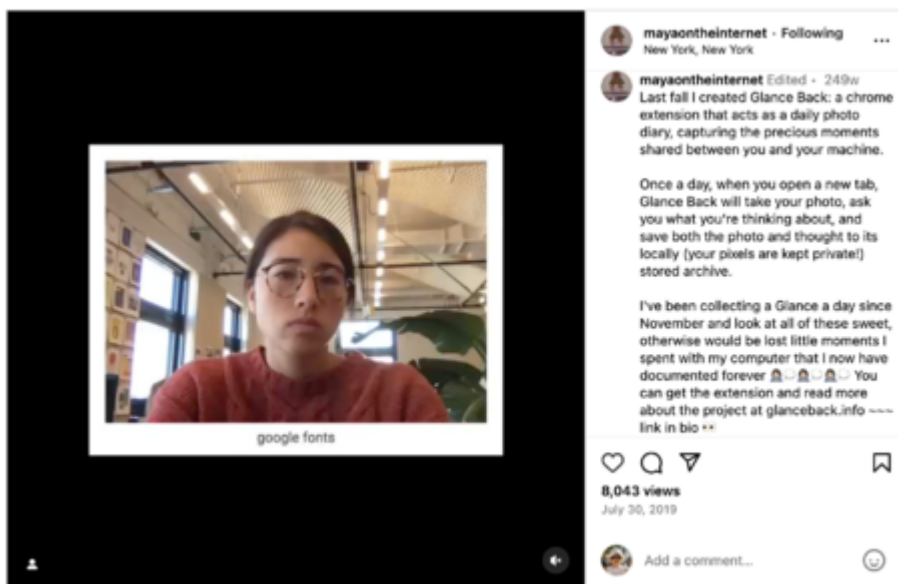 mayaontheinternet · Following
New York, New York
mayaontheinternet Edited · 249w
Last fall I created Glance Back: a chrome
extension that acts as a daily photo
diary, capturing the precious moments
shared between you and your machine.
Once a day, when you open a new tab,
Glance Back will take your photo, ask
you what you're thinking about, and
save both the photo and thought to its
locally (your pixels are kept private!)
stored archive.
I've been collecting a Glance a day since
November and look at all of these sweet,
otherwise would be lost little moments I
spent with my computer that I now have
documented forever 👩🏻‍💻💭👩🏻‍💻💭👩🏻‍💻💭 You
can get the extension and read more
about the project at glanceback.info ~~~
link in bio 👀
google fonts
8,043 views
July 30, 2019
Add a comment...